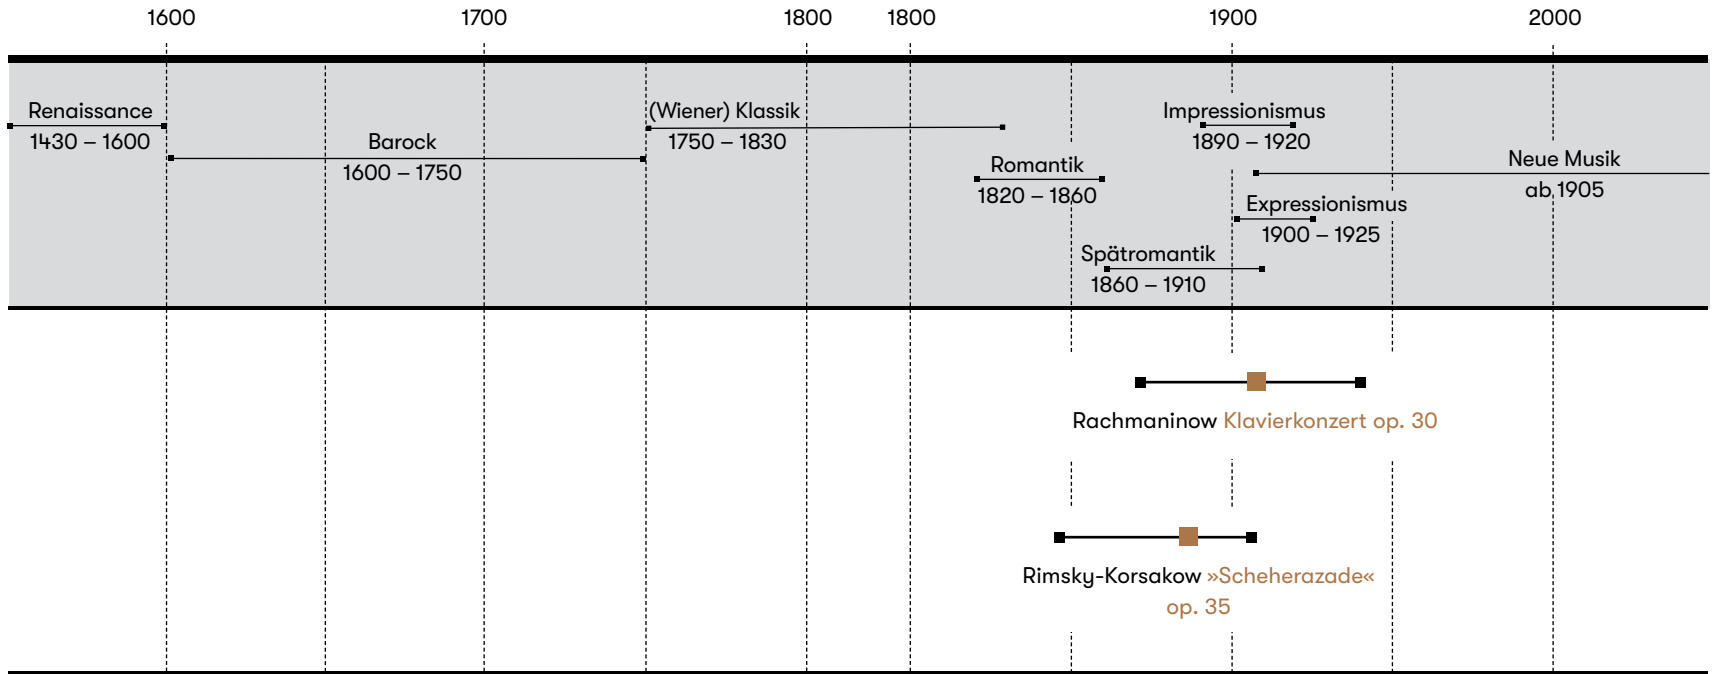 1600 1700 1800 1800 1900 2000
Renaissance
1430 – 1600
Barock
1600 – 1750
(Wiener) Klassik
1750 – 1830
Romantik
1820 – 1860
Spätromantik
1860 – 1910
Impressionismus
1890 – 1920
Expressionismus
1900 – 1925
Neue Musik
ab 1905
Rachmaninow Klavierkonzert op. 30
Rimsky-Korsakow »Scheherazade«
op. 35